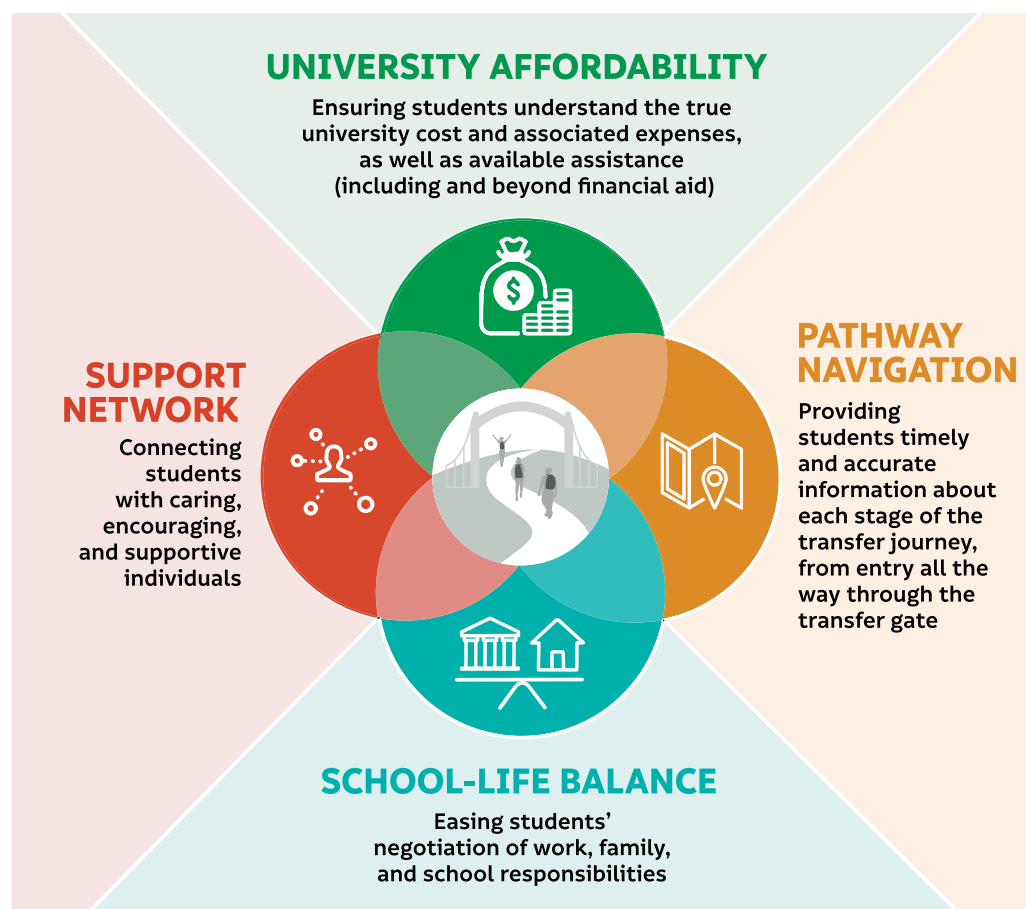 UNIVERSITY AFFORDABILITY
Ensuring students understand the true
university cost and associated expenses,
as well as available assistance
(including and beyond financial aid)
$
SUPPORT
NETWORK
Connecting
students
with caring,
encouraging,
and supportive
individuals
PATHWAY
NAVIGATION
Providing
students timely
and accurate
information about
each stage of the
transfer journey,
from entry all the
way through the
transfer gate
SCHOOL-LIFE BALANCE
Easing students’
negotiation of work, family,
and school responsibilities